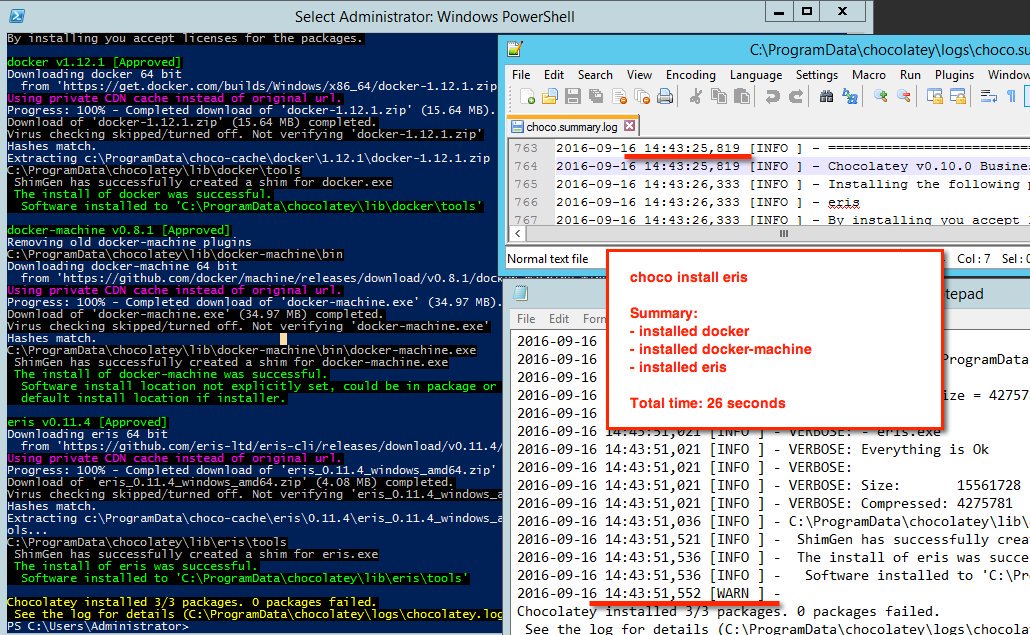 Select Administrator: Windows PowerShell
By installing you accept licenses for the packages.
docker v1.12.1 [Approved]
Downloading docker 64 bit
from 'https://get.docker.com/builds/Windows/x86_64/docker-1.12.1.zip
Using private CDN cache instead of original url.
Progress: 100% - Completed download of 'docker-1.12.1.zip' (15.64 MB).
Download of 'docker-1.12.1.zip' (15.64 MB) completed.
Virus checking skipped/turned off. Not verifying 'docker-1.12.1.zip'
Hashes match.
Extracting c:\ProgramData\choco-cache\docker\1.12.1\docker-1.12.1.zip
C:\ProgramData\chocolatey\lib\docker\tools
ShimGen has successfully created a shim for docker.exe
The install of docker was successful.
Software installed to 'C:\ProgramData\chocolatey\lib\docker\tools'
docker-machine v0.8.1 [Approved]
Removing old docker-machine plugins
C:\ProgramData\chocolatey\lib\docker-machine\bin
Downloading docker-machine 64 bit
from 'https://github.com/docker/machine/releases/download/v0.8.1/doc
Using private CDN cache instead of original url.
Progress: 100% - Completed download of 'docker-machine.exe' (34.97 MB).
Download of 'docker-machine.exe' (34.97 MB) completed.
Virus checking skipped/turned off. Not verifying 'docker-machine.exe'
Hashes match.
C:\ProgramData\chocolatey\lib\docker-machine\bin\docker-machine.exe
ShimGen has successfully created a shim for docker-machine.exe
The install of docker-machine was successful.
Software install location not explicitly set, could be in package or
default install location if installer.
eris v0.11.4 [Approved]
Downloading eris 64 bit
from 'https://github.com/eris-ltd/eris-cli/releases/download/v0.11.4/
Using private CDN cache instead of original url.
Progress: 100% - Completed download of 'eris_0.11.4_windows_amd64.zip'
Download of 'eris_0.11.4_windows_amd64.zip' (4.08 MB) completed.
Virus checking skipped/turned off. Not verifying 'eris_0.11.4_windows_a
Hashes match.
Extracting c:\ProgramData\choco-cache\eris\0.11.4\eris_0.11.4_windows_a
ols...
C:\ProgramData\chocolatey\lib\eris\tools
ShimGen has successfully created a shim for eris.exe
The install of eris was successful.
Software installed to 'C:\ProgramData\chocolatey\lib\eris\tools'
Chocolatey installed 3/3 packages. 0 packages failed.
See the log for details (C:\ProgramData\chocolatey\logs\chocolatey.log
PS C:\Users\Administrator>
C:\ProgramData\chocolatey\logs\choco.su
File Edit Search View Encoding Language Settings Macro Run Plugins Window
choco.summary.log
763 2016-09-16 14:43:25,819 [INFO ] - =========================
764 2016-09-16 14:43:25,819 [INFO ] - Chocolatey v0.10.0 Busine
765 2016-09-16 14:43:26,333 [INFO ] - Installing the following p
766 2016-09-16 14:43:26,333 [INFO ] - eris
767 2016-09-16 14:43:26,333 [INFO ] - By installing you accept l
Normal text file
Col : 7 Sel : 0
choco install eris
Summary:
- installed docker
- installed docker-machine
- installed eris
Total time: 26 seconds
tepad
File Edit Form
2016-09-16
2016-09-16 ProgramData
2016-09-16
2016-09-16 ize = 42757
2016-09-16
2016-09-16 14:43:51,021 [INFO ] - VERBOSE: - eris.exe
2016-09-16 14:43:51,021 [INFO ] - VERBOSE: Everything is Ok
2016-09-16 14:43:51,021 [INFO ] - VERBOSE:
2016-09-16 14:43:51,021 [INFO ] - VERBOSE: Size: 15561728
2016-09-16 14:43:51,021 [INFO ] - VERBOSE: Compressed: 4275781
2016-09-16 14:43:51,036 [INFO ] - C:\ProgramData\chocolatey\lib\
2016-09-16 14:43:51,521 [INFO ] - ShimGen has successfully crea
2016-09-16 14:43:51,536 [INFO ] - The install of eris was succe
2016-09-16 14:43:51,536 [INFO ] - Software installed to 'C:\Pr
2016-09-16 14:43:51,552 [WARN ] -
Chocolatey installed 3/3 packages. 0 packages failed.
See the log for details (C:\ProgramData\chocolatey\logs\